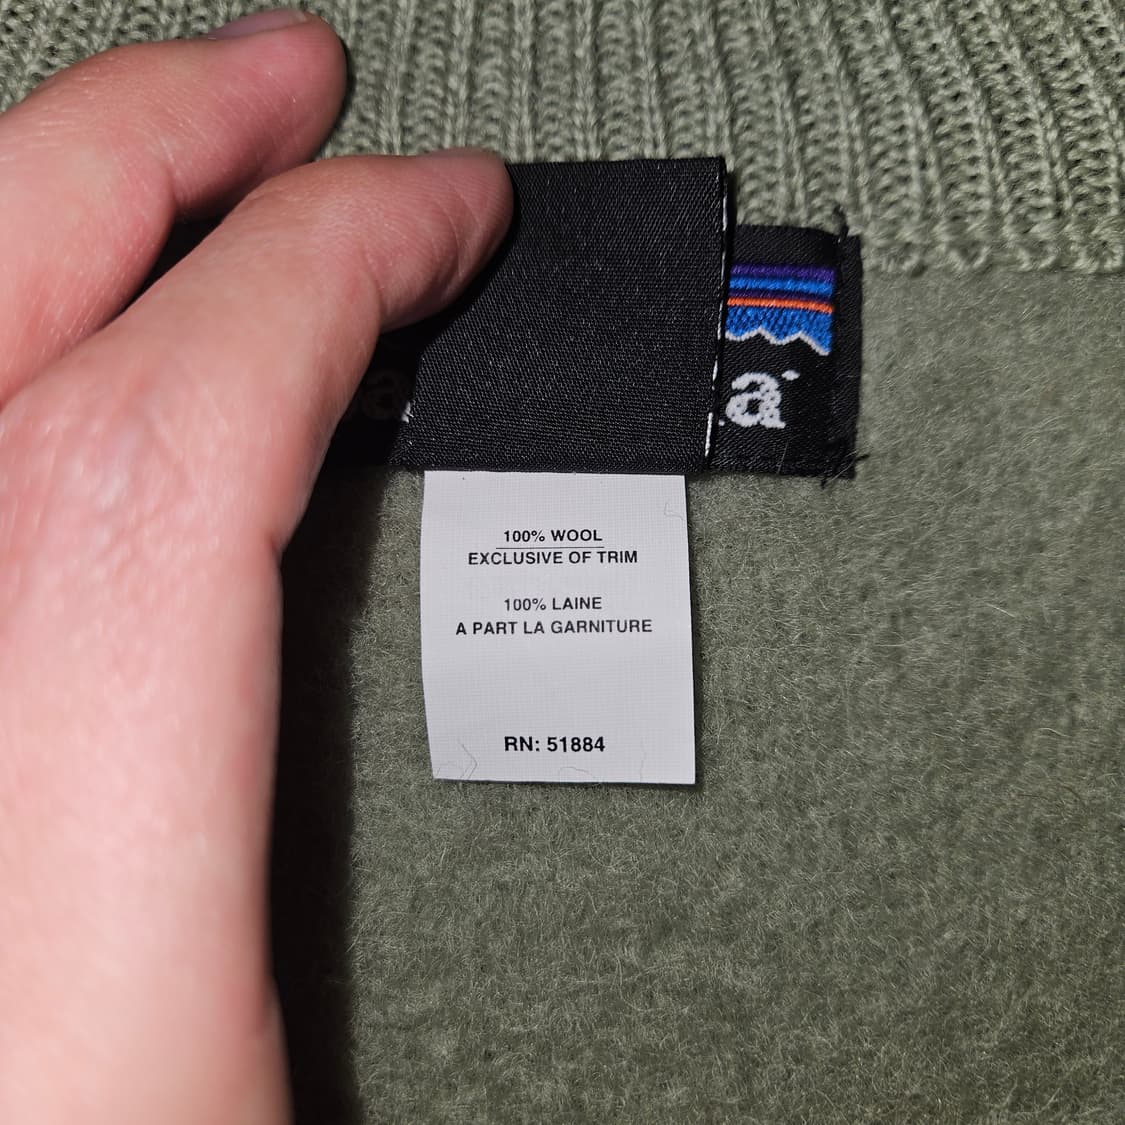 a
100% WOOL
EXCLUSIVE OF TRIM
100% LAINE
A PART LA GARNITURE
RN: 51884